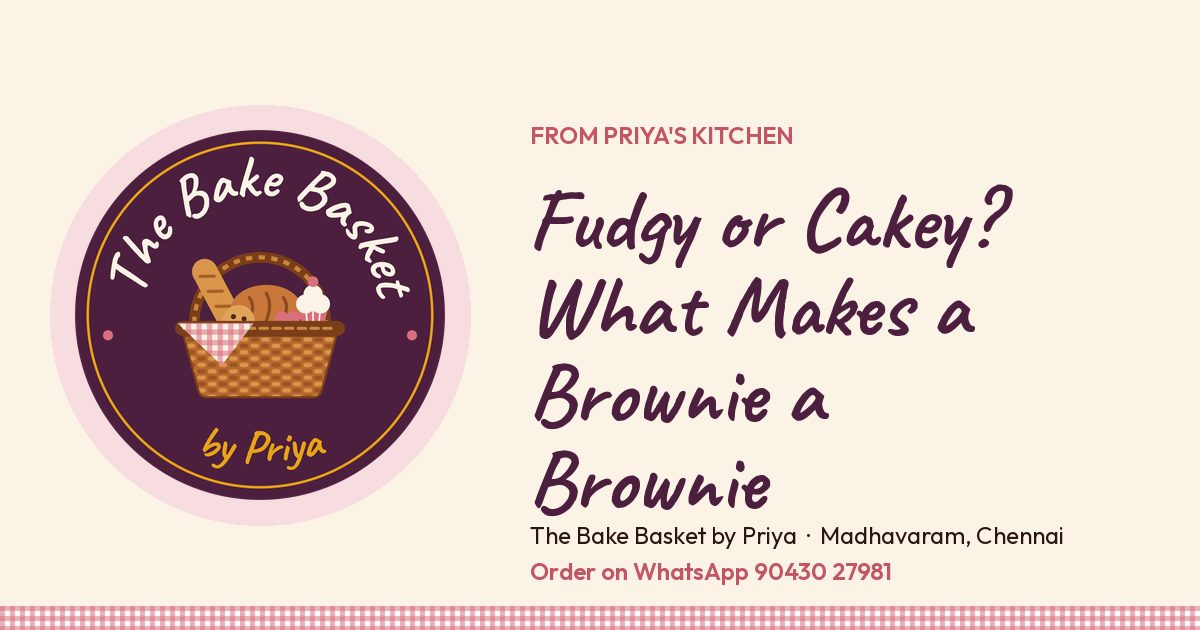 The Bake Basket
by Priya
FROM PRIYA'S KITCHEN
Fudgy or Cakey?
What Makes a
Brownie a
Brownie
The Bake Basket by Priya · Madhavaram, Chennai
Order on WhatsApp 90430 27981